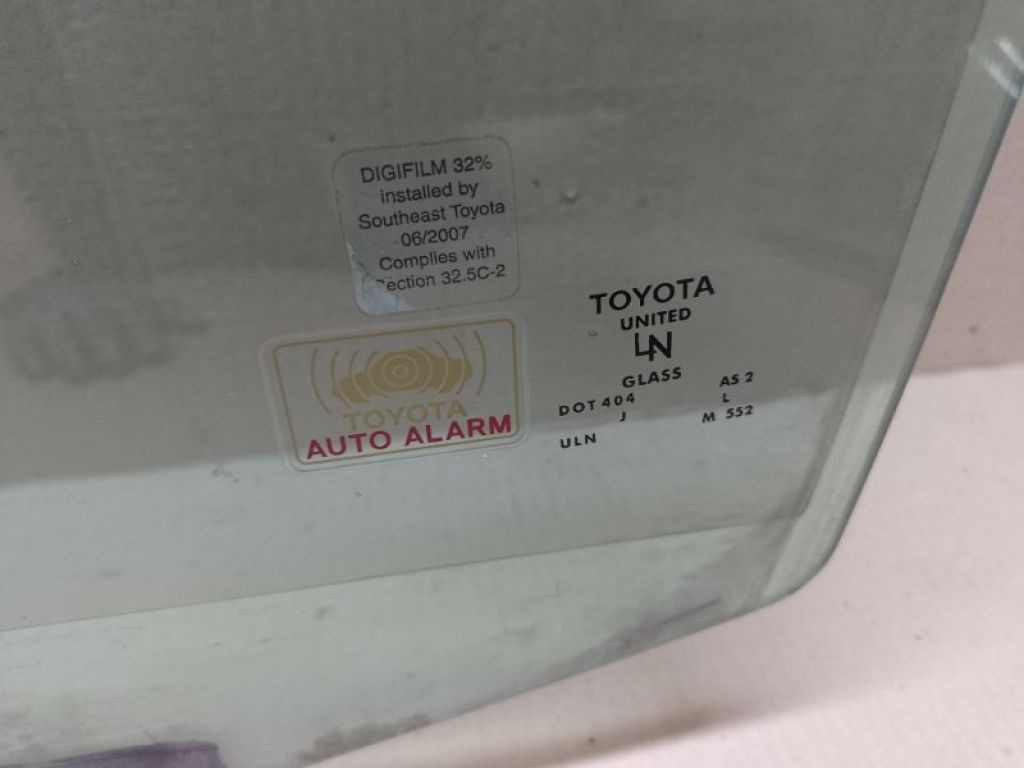 DIGIFILM 32%
installed by
Southeast Toyota
06/2007
Complies with
ection 32.5C-2
TOYOTA
AUTO ALARM
TOYOTA
UNITED
LN
GLASS
DOT 404 AS 2
J L
M 552
ULN